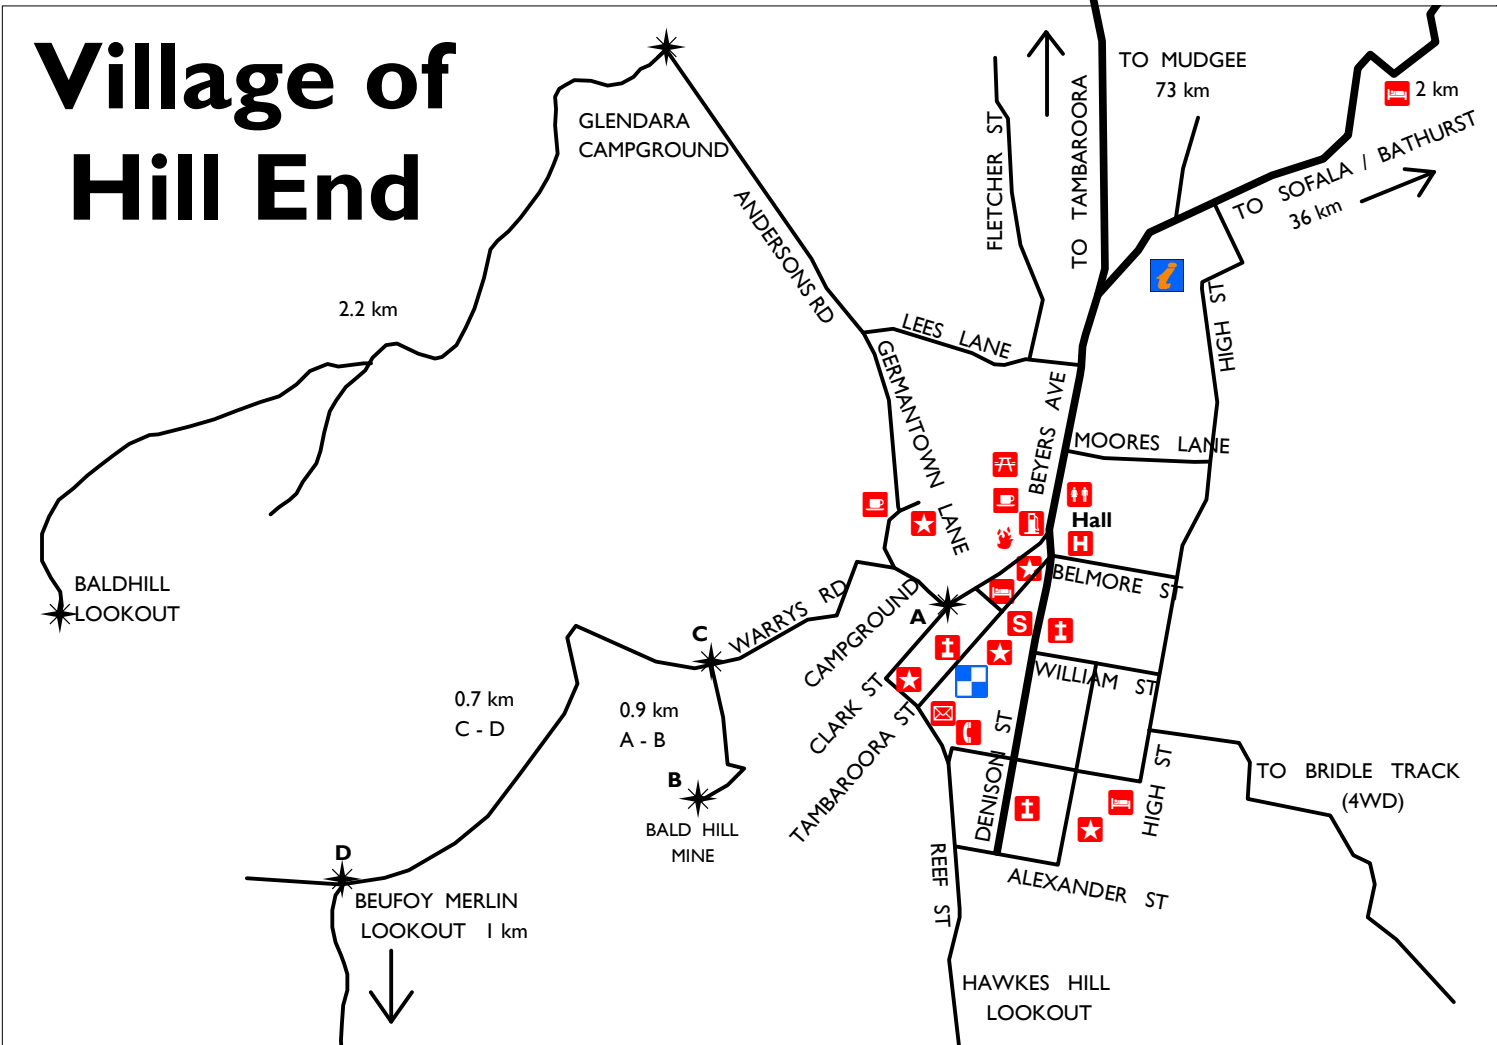 Village of
Hill End
GLENDARA
CAMPGROUND
ANDERSONS RD
FLETCHER ST
TO TAMBAROORA
TO MUDGEE
73 km
2 km
TO SOFALA / BATHURST
36 km
i
HIGH ST
2.2 km
LEES LANE
GERMANTOWN LANE
BEYERS AVE
MOORES LANE
Hall
H
BELMORE ST
BALDHILL
LOOKOUT
WARRYS RD
CAMPGROUND
A
C
S
WILLIAM ST
CLARK ST
TAMBAROORA ST
DENISON ST
0.7 km
C - D
0.9 km
A - B
B
BALD HILL
MINE
HIGH ST
TO BRIDLE TRACK
(4WD)
D
BEUFOY MERLIN
LOOKOUT 1 km
REEF ST
ALEXANDER ST
HAWKES HILL
LOOKOUT